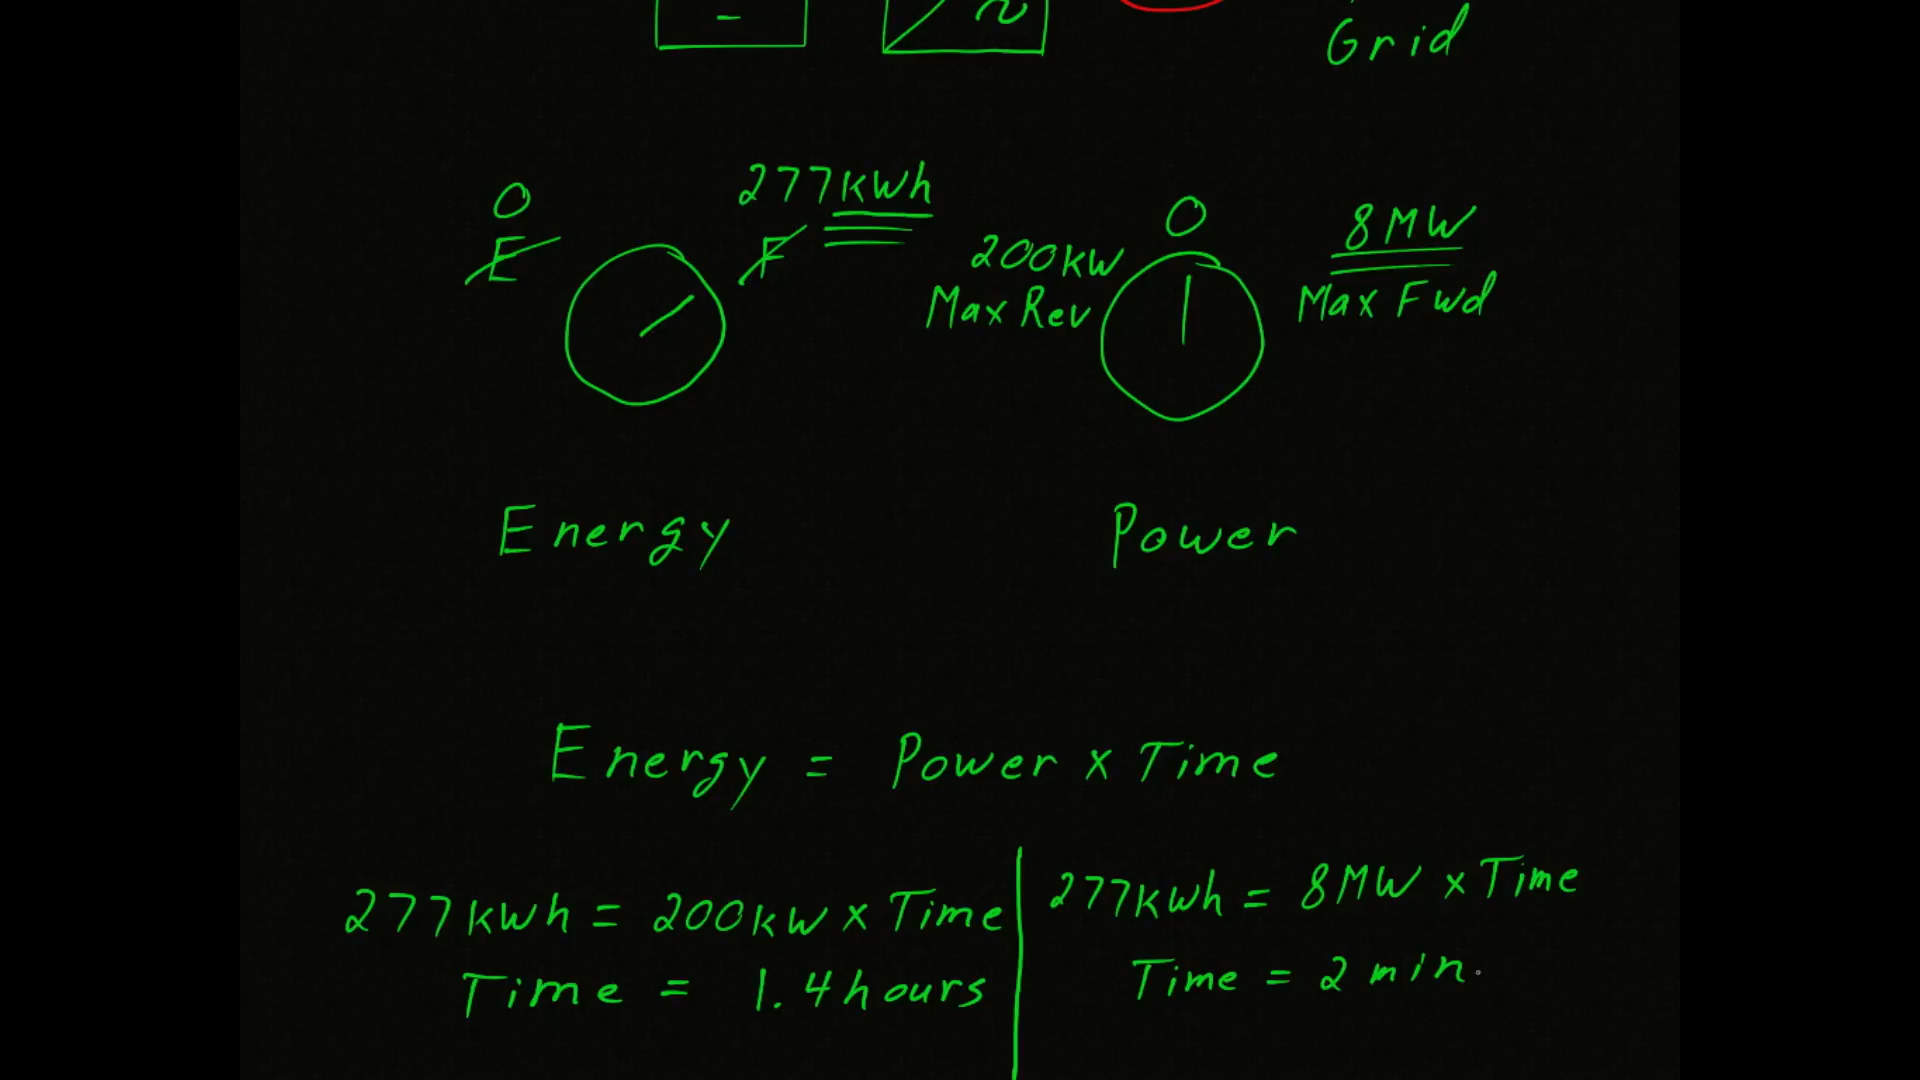 Grid
0
E
277kWh
F
200kW
Max Rev
0
8MW
Max Fwd
Energy
Power
Energy = Power x Time
277kWh = 200kW x Time
Time = 1.4 hours
277kWh = 8MW x Time
Time = 2 min.